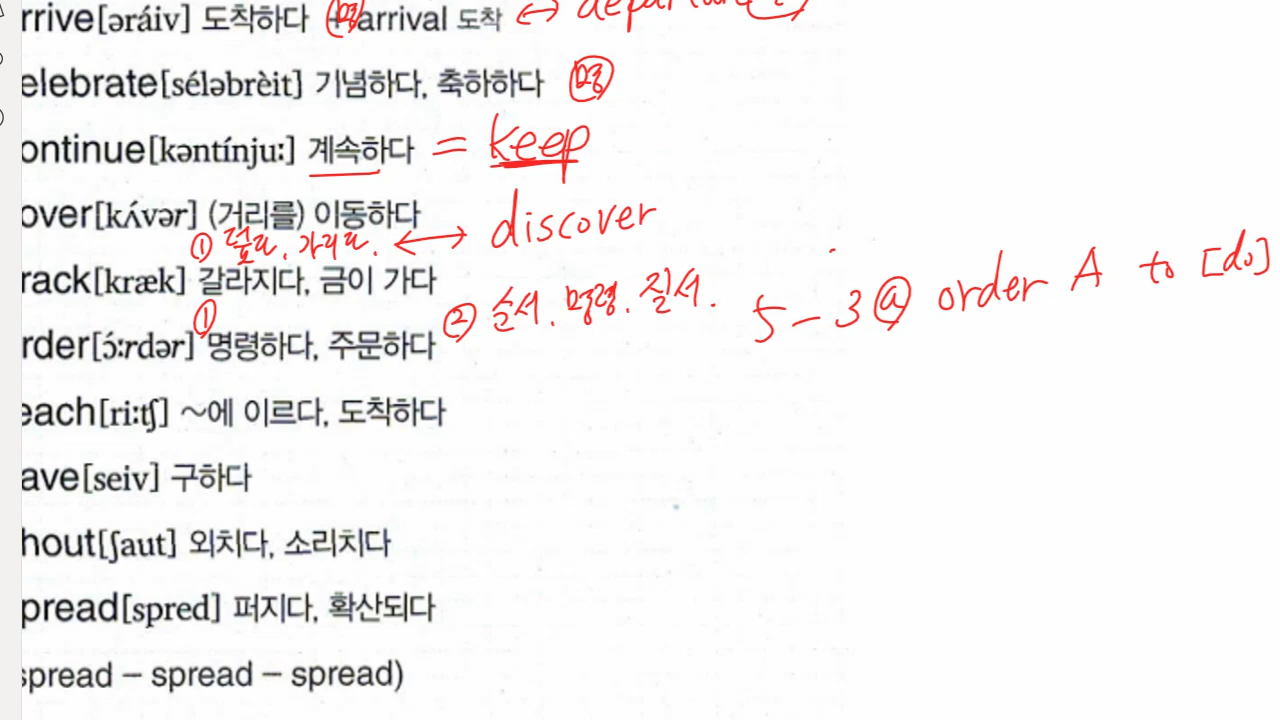 rrive[əráiv] 도착하다 명 arrival 도착 ↔
elebrate[séləbrèit] 기념하다, 축하하다 명
ontinue[kəntínju:] 계속하다 = keep
over[kʌ́vər] (거리를) 이동하다
① 덮다, 가리다. ↔ discover
rack[kræk] 갈라지다, 금이 가다
① ② 순서, 명령, 질서. 5-3 ⓐ order A to [do]
rder[ɔ́:rdər] 명령하다, 주문하다
each[ri:tʃ] ～에 이르다, 도착하다
ave[seiv] 구하다
hout[ʃaut] 외치다, 소리치다
pread[spred] 퍼지다, 확산되다
spread – spread – spread)